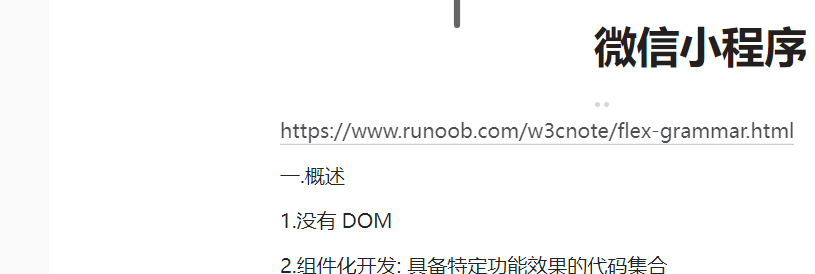 微信小程序
https://www.runoob.com/w3cnote/flex-grammar.html
一.概述
1.没有 DOM
2.组件化开发: 具备特定功能效果的代码集合